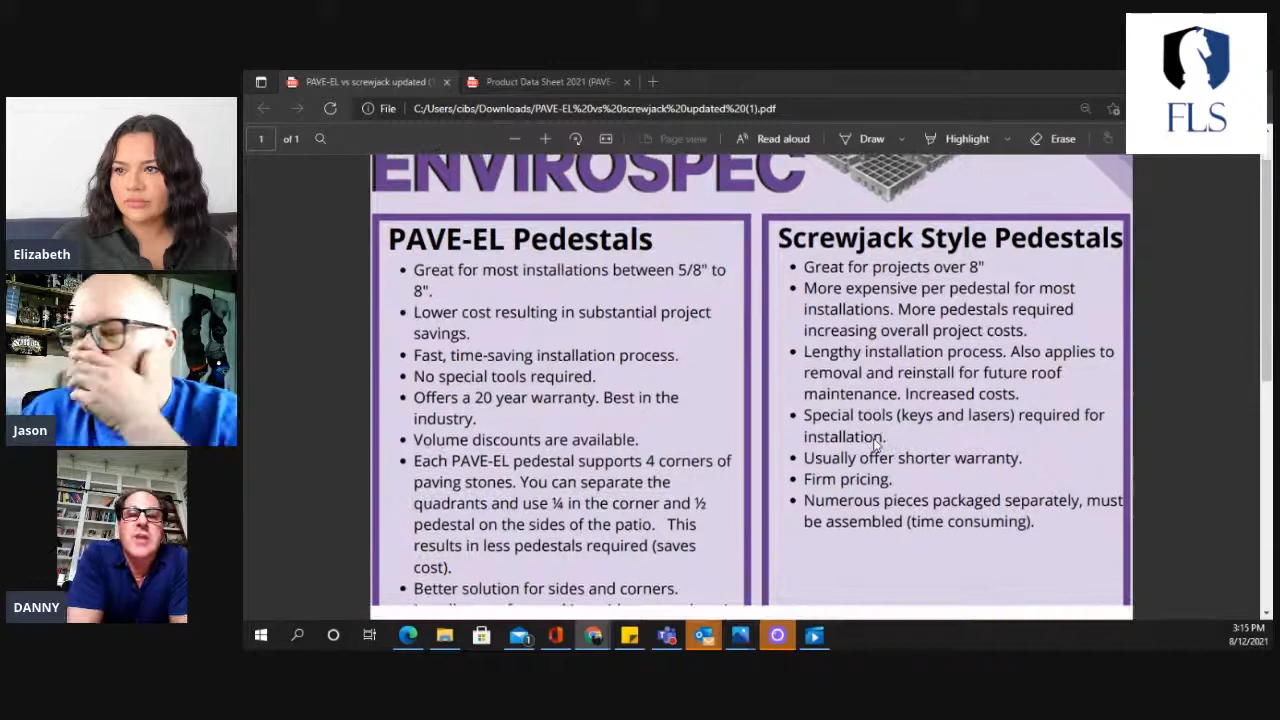 FLS
PAVE-EL vs screwjack updated (1
Product Data Sheet 2021 (PAVE-
File
C:/Users/cibs/Downloads/PAVE-EL%20vs%20screwjack%20updated%20(1).pdf
1 of 1
Page view
Read aloud
Draw
Highlight
Erase
ENVIROSPEC
PAVE-EL Pedestals
• Great for most installations between 5/8" to
8".
• Lower cost resulting in substantial project
savings.
• Fast, time-saving installation process.
• No special tools required.
• Offers a 20 year warranty. Best in the
industry.
• Volume discounts are available.
• Each PAVE-EL pedestal supports 4 corners of
paving stones. You can separate the
quadrants and use ¼ in the corner and ½
pedestal on the sides of the patio. This
results in less pedestals required (saves
cost).
• Better solution for sides and corners.
Screwjack Style Pedestals
• Great for projects over 8"
• More expensive per pedestal for most
installations. More pedestals required
increasing overall project costs.
• Lengthy installation process. Also applies to
removal and reinstall for future roof
maintenance. Increased costs.
• Special tools (keys and lasers) required for
installation.
• Usually offer shorter warranty.
• Firm pricing.
• Numerous pieces packaged separately, must
be assembled (time consuming).
Elizabeth
Jason
DANNY
3:15 PM
8/12/2021